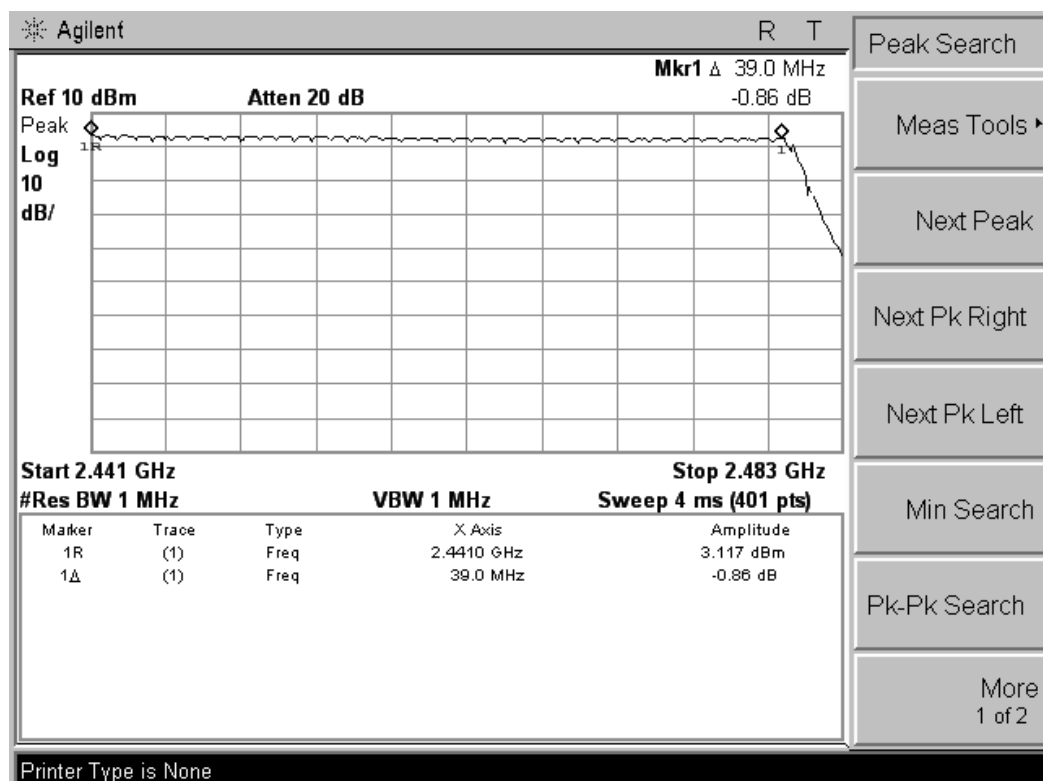 Agilent R T
Mkr1 Δ 39.0 MHz
Ref 10 dBm Atten 20 dB -0.86 dB
Peak
Log
10
dB/
1R
1
Start 2.441 GHz Stop 2.483 GHz
#Res BW 1 MHz VBW 1 MHz Sweep 4 ms (401 pts)
Marker Trace Type X Axis Amplitude
1R (1) Freq 2.4410 GHz 3.117 dBm
1Δ (1) Freq 39.0 MHz -0.86 dB
Printer Type is None
Peak Search
Meas Tools
Next Peak
Next Pk Right
Next Pk Left
Min Search
Pk-Pk Search
More
1 of 2